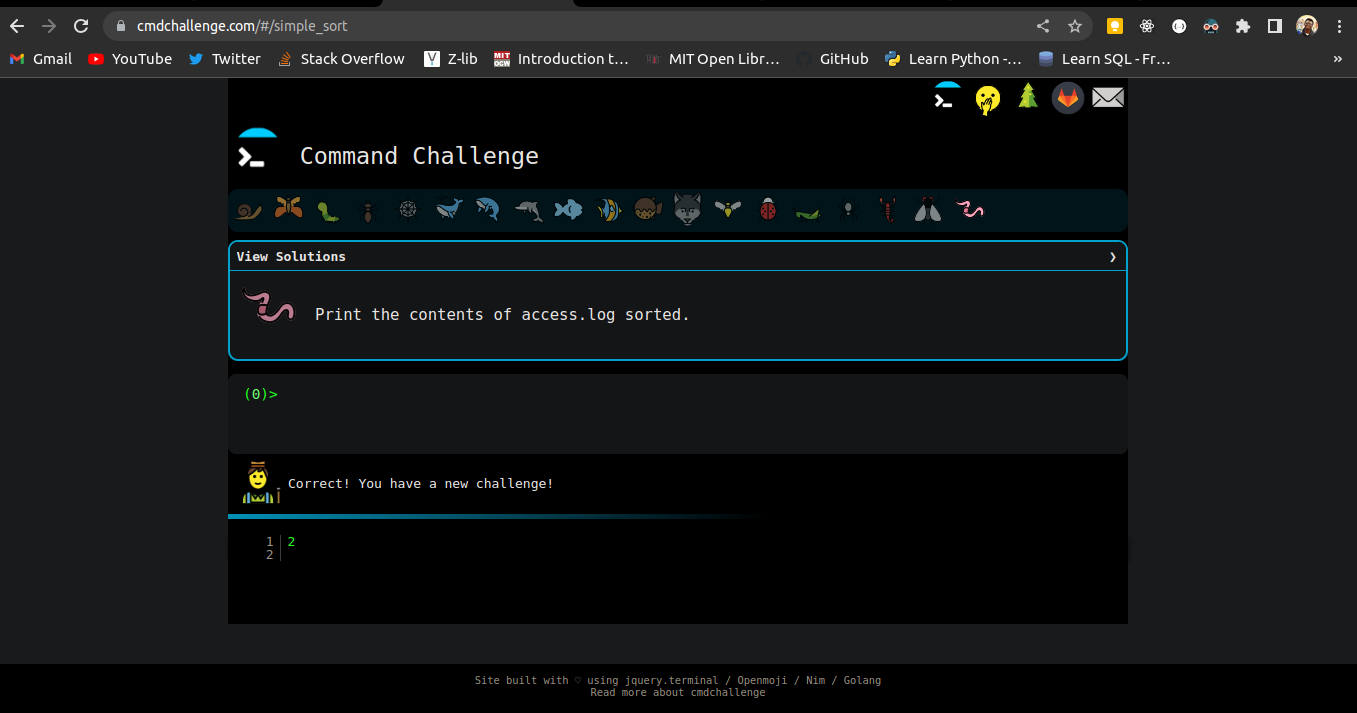 cmdchallenge.com/#/simple_sort
Gmail YouTube Twitter Stack Overflow Y Z-lib MIT OCW Introduction t… MIT Open Libr… GitHub Learn Python -… Learn SQL - Fr… »
Command Challenge
View Solutions ❯
Print the contents of access.log sorted.
(0)>
Correct! You have a new challenge!
1 2
2
Site built with ♡ using jquery.terminal / Openmoji / Nim / Golang
Read more about cmdchallenge